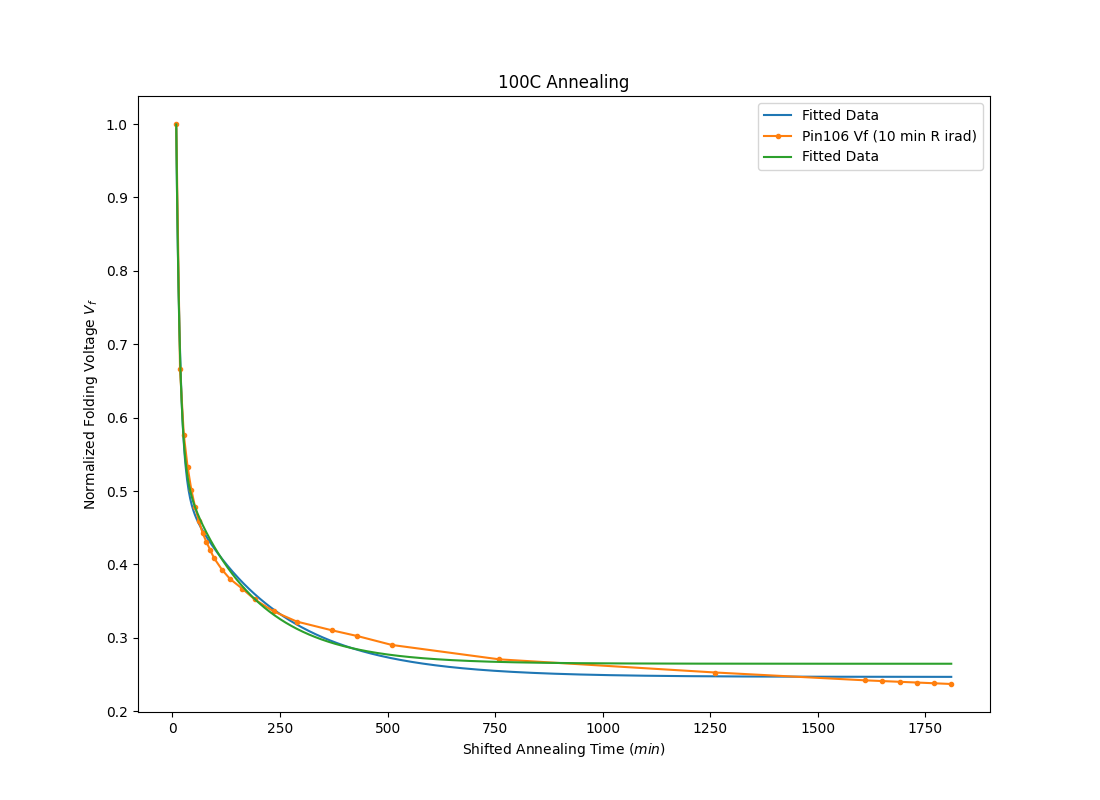 100C Annealing
Fitted Data
Pin106 Vf (10 min R irad)
Fitted Data
Normalized Folding Voltage V_f
1.0
0.9
0.8
0.7
0.6
0.5
0.4
0.3
0.2
0 250 500 750 1000 1250 1500 1750
Shifted Annealing Time (min)